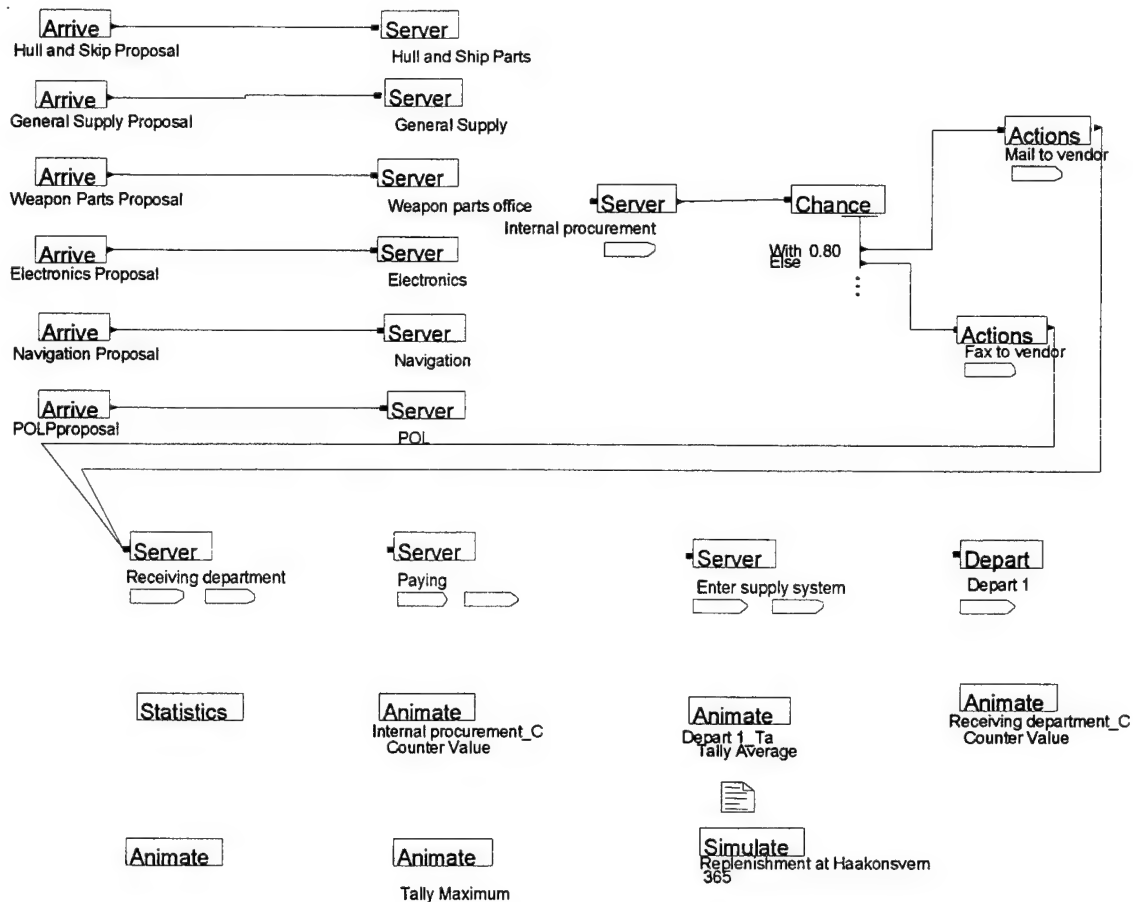 Arrive
Hull and Skip Proposal
Server
Hull and Ship Parts
Arrive
General Supply Proposal
Server
General Supply
Arrive
Weapon Parts Proposal
Server
Weapon parts office
Arrive
Electronics Proposal
Server
Electronics
Arrive
Navigation Proposal
Server
Navigation
Arrive
POLPproposal
Server
POL
Server
Internal procurement
Chance
With 0.80
Else
Actions
Mail to vendor
Actions
Fax to vendor
Server
Receiving department
Server
Paying
Server
Enter supply system
Depart
Depart 1
Statistics
Animate
Internal procurement_C
Counter Value
Animate
Depart 1_Ta
Tally Average
Animate
Receiving department_C
Counter Value
Animate
Animate
Tally Maximum
Simulate
Replenishment at Haakonsvern
365